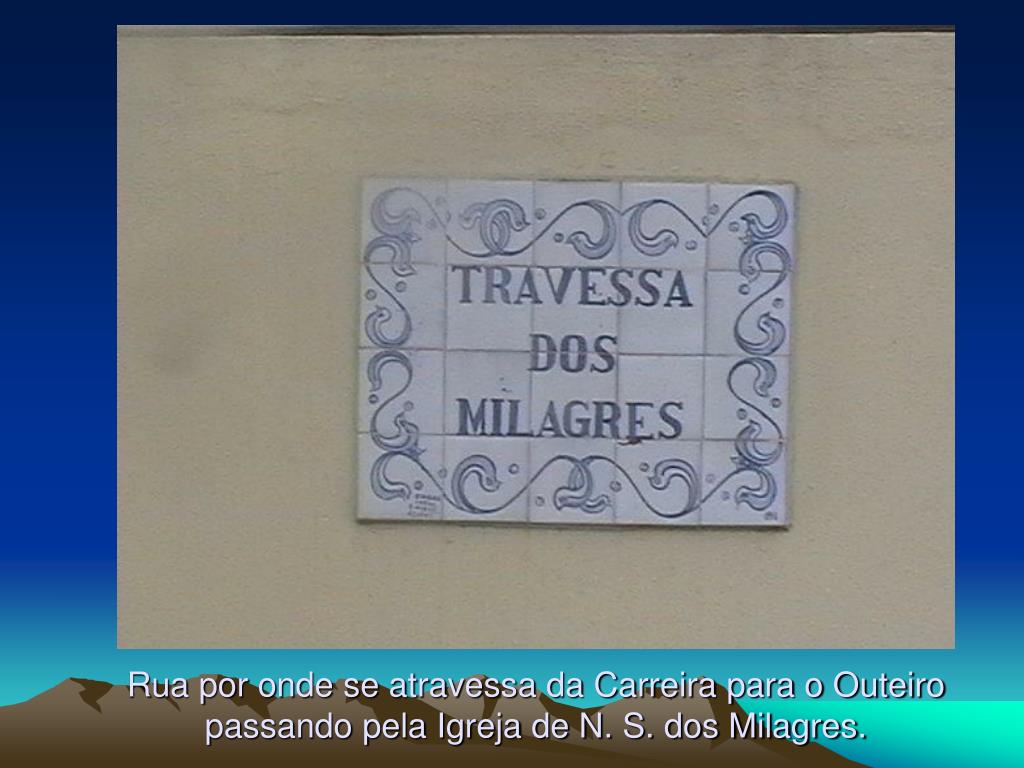 TRAVESSA
DOS
MILAGRES
Rua por onde se atravessa da Carreira para o Outeiro
passando pela Igreja de N. S. dos Milagres.